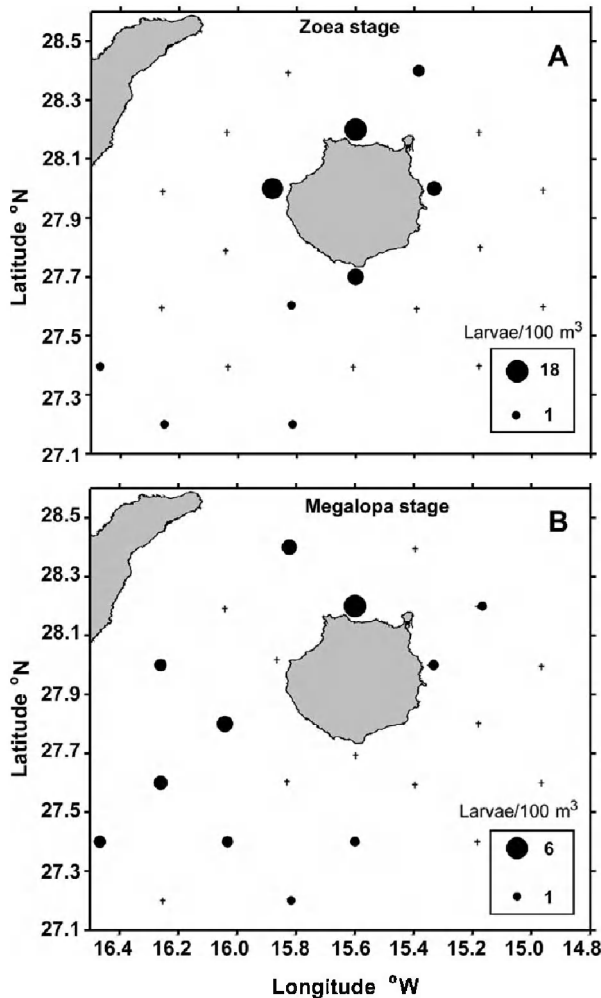 Zoea stage
A
28.5
28.3
28.1
27.9
27.7
27.5
27.3
27.1
Latitude °N
Larvae/100 m³
18
1
Megalopa stage
B
28.5
28.3
28.1
27.9
27.7
27.5
27.3
27.1
Latitude °N
Larvae/100 m³
6
1
16.4 16.2 16.0 15.8 15.6 15.4 15.2 15.0 14.8
Longitude °W